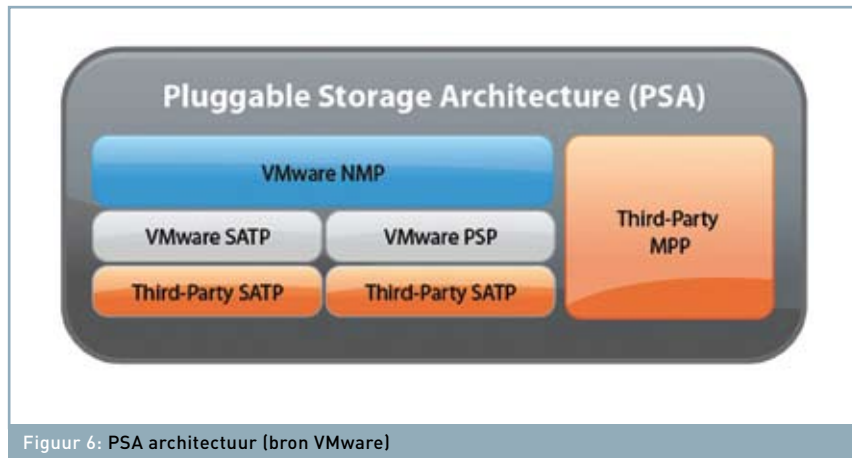 Pluggable Storage Architecture (PSA)
VMware NMP
Third-Party
MPP
VMware SATP
VMware PSP
Third-Party SATP
Third-Party SATP
Figuur 6: PSA architectuur (bron VMware)